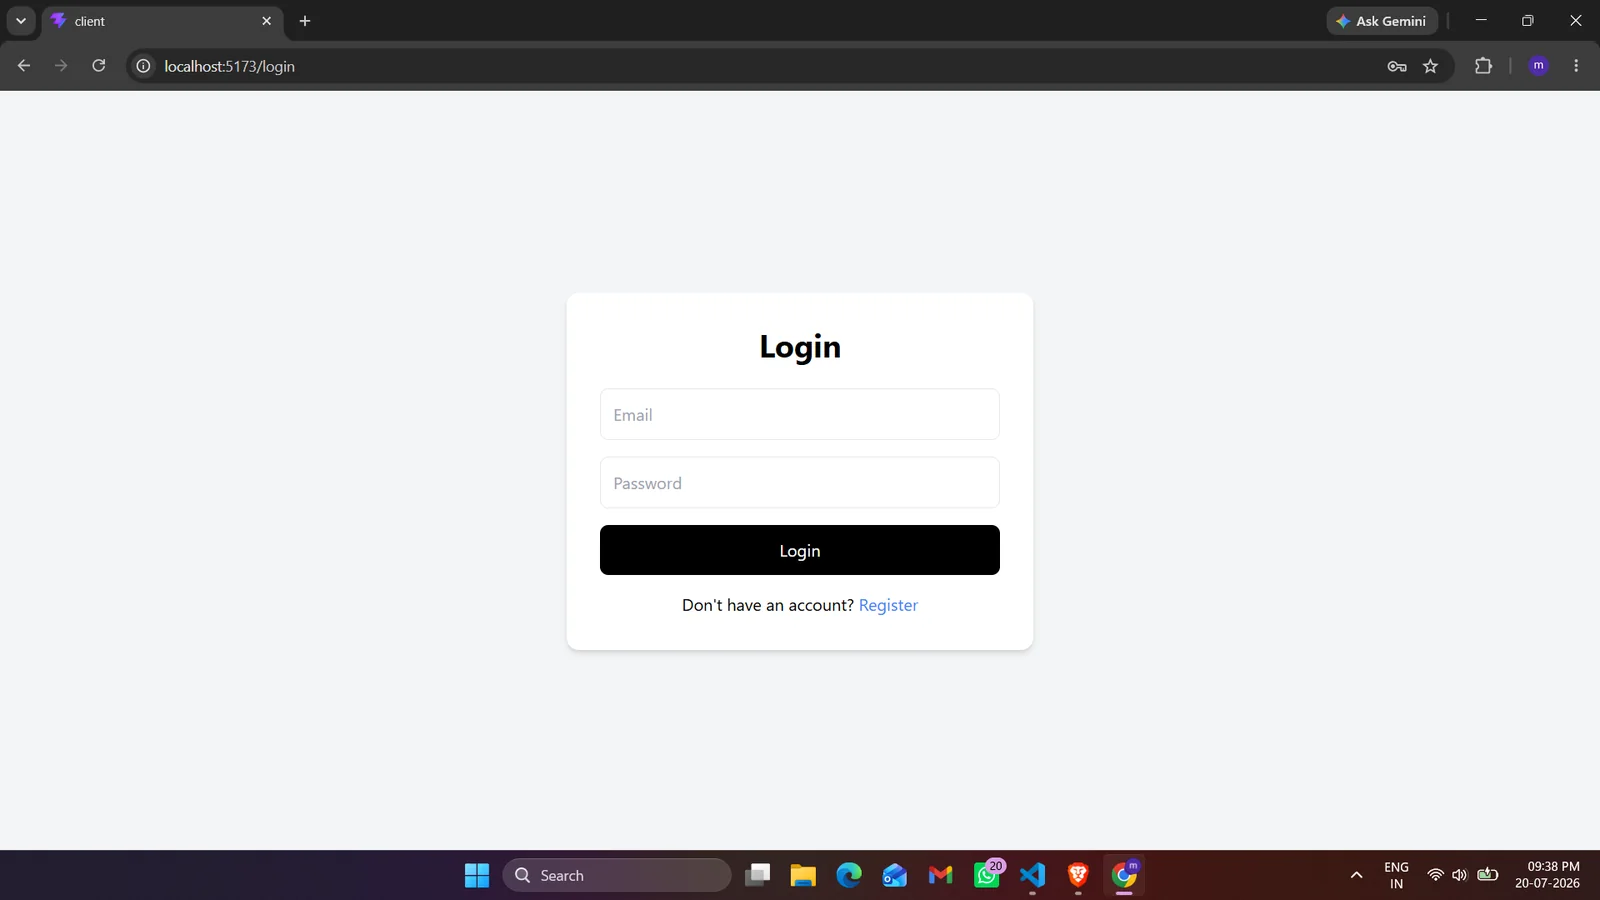 client
Ask Gemini
localhost:5173/login
m
Login
Email
Password
Login
Don't have an account? Register
Search
20
m
ENG
IN
09:38 PM
20-07-2026